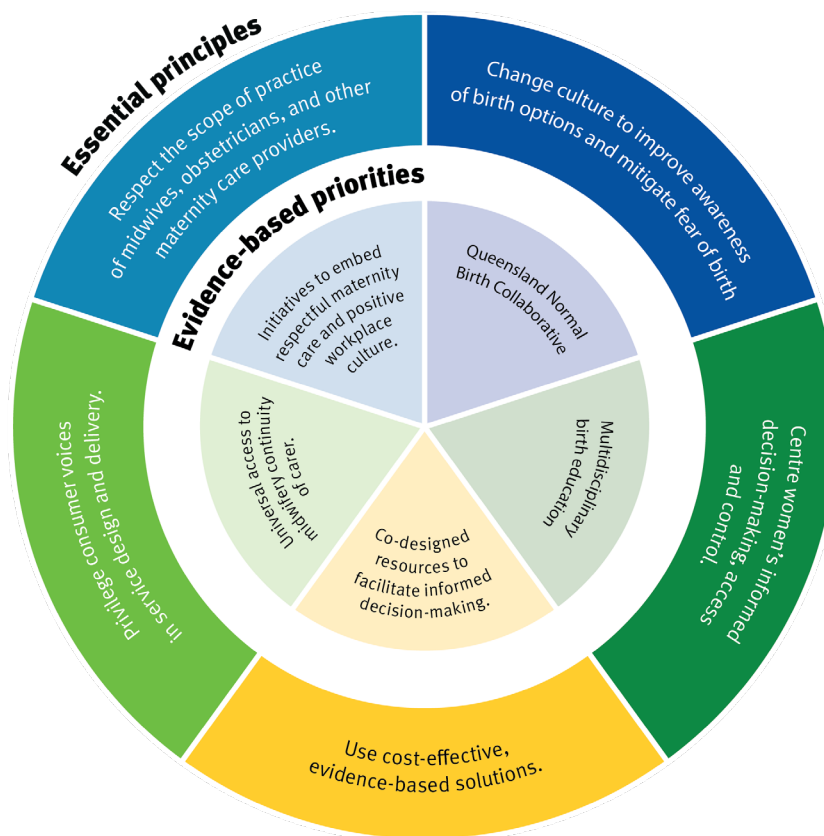 Essential principles
Respect the scope of practice
of midwives, obstetricians, and other
maternity care providers.
Change culture to improve awareness
of birth options and mitigate fear of birth
Centre women's informed
decision-making, access
and control.
Use cost-effective,
evidence-based solutions.
Privilege consumer voices
in service design and delivery.
Evidence-based priorities
Initiatives to embed
respectful maternity
care and positive
workplace
culture.
Queensland Normal
Birth Collaborative
Multidisciplinary
birth education
Co-designed
resources to
facilitate informed
decision-making.
Universal access to
midwifery continuity
of carer.